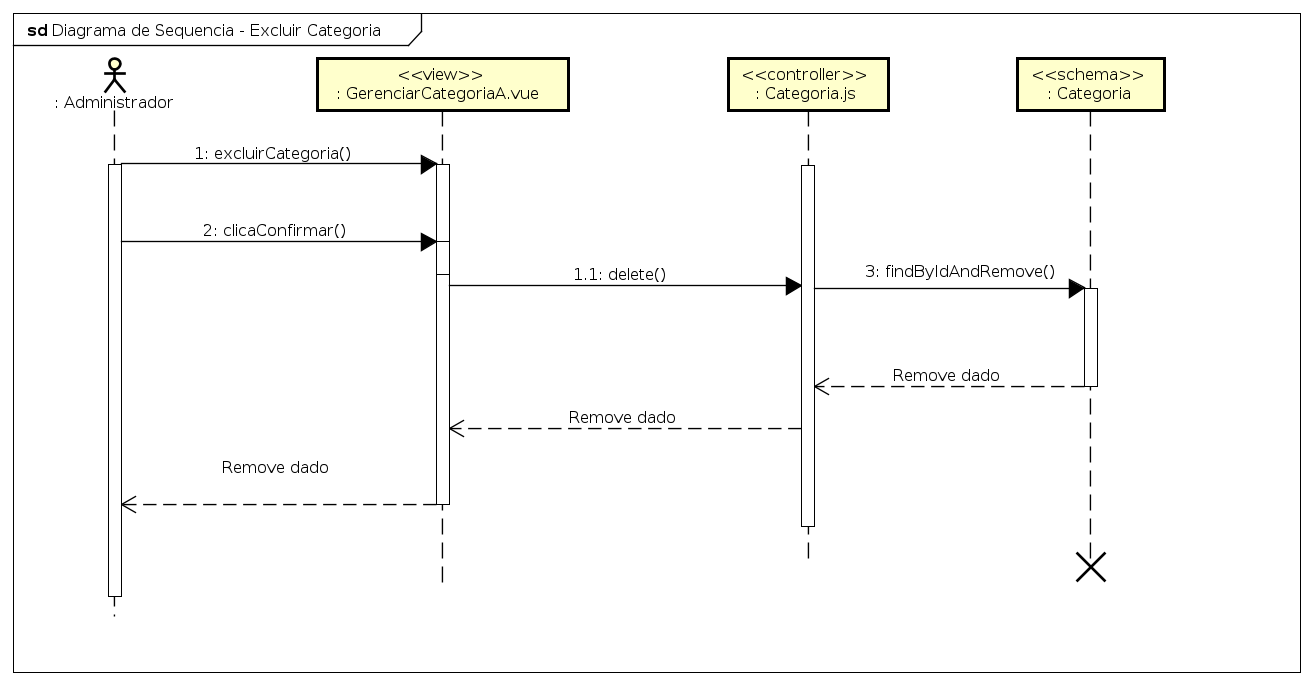 sd Diagrama de Sequencia - Excluir Categoria
: Administrador
<<view>>
: GerenciarCategoriaA.vue
<<controller>>
: Categoria.js
<<schema>>
: Categoria
1: excluirCategoria()
2: clicaConfirmar()
1.1: delete()
3: findByIdAndRemove()
Remove dado
Remove dado
Remove dado